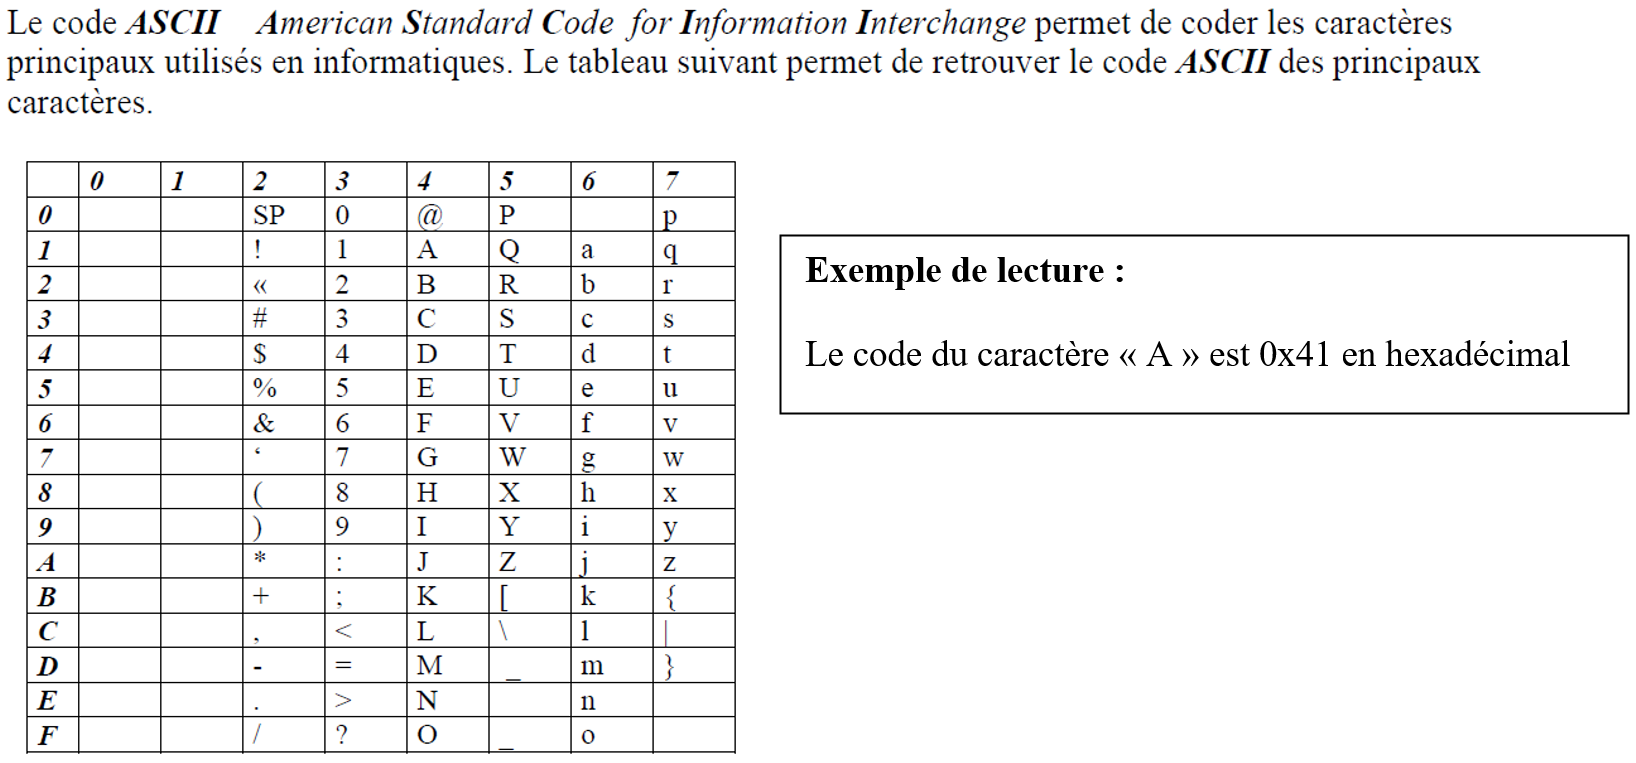 Le code ASCII American Standard Code for Information Interchange permet de coder les caractères
principaux utilisés en informatiques. Le tableau suivant permet de retrouver le code ASCII des principaux
caractères.
0 1 2 3 4 5 6 7
0 SP 0 @ P p
1 ! 1 A Q a q
2 « 2 B R b r
3 # 3 C S c s
4 $ 4 D T d t
5 % 5 E U e u
6 & 6 F V f v
7 ‘ 7 G W g w
8 ( 8 H X h x
9 ) 9 I Y i y
A * : J Z j z
B + ; K [ k {
C , < L \ l |
D - = M _ m }
E . > N n
F / ? O _ o
Exemple de lecture :
Le code du caractère « A » est 0x41 en hexadécimal